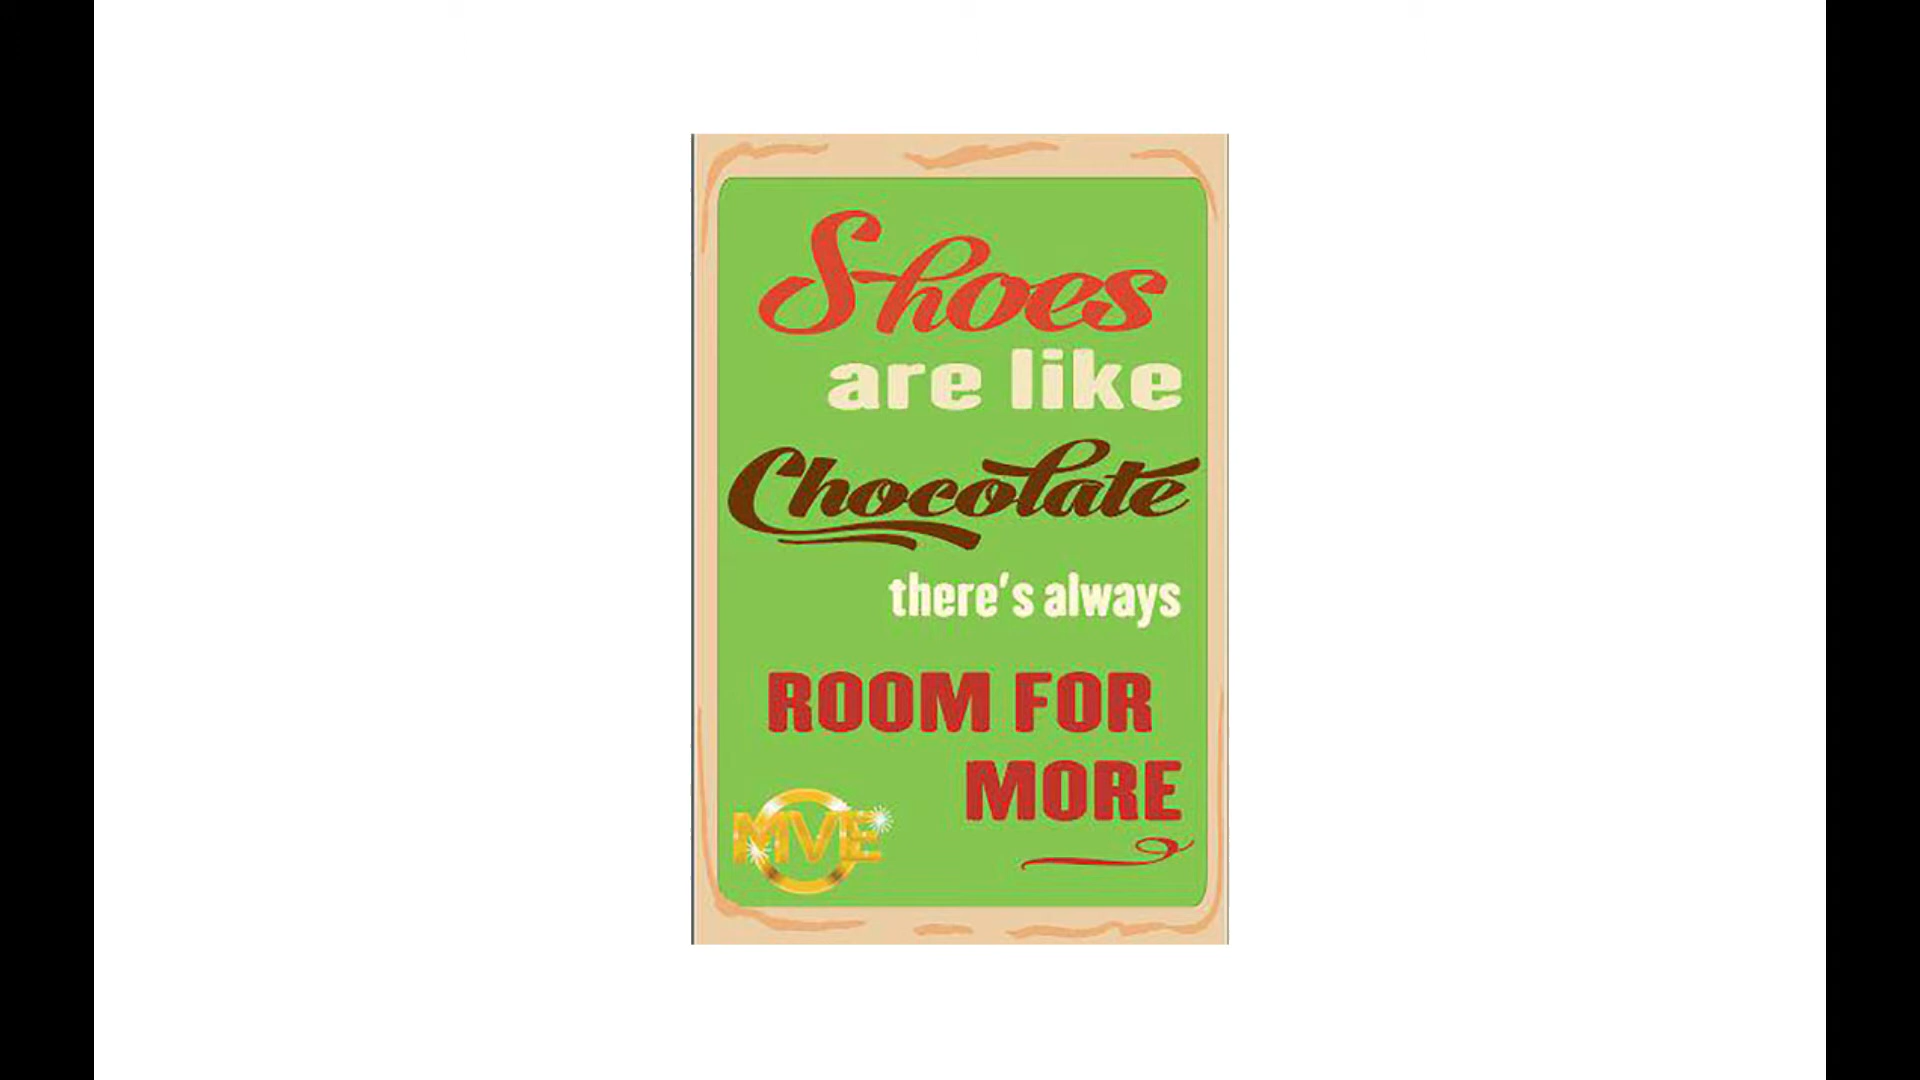 Shoes
are like
Chocolate
there's always
ROOM FOR
MORE
MVE